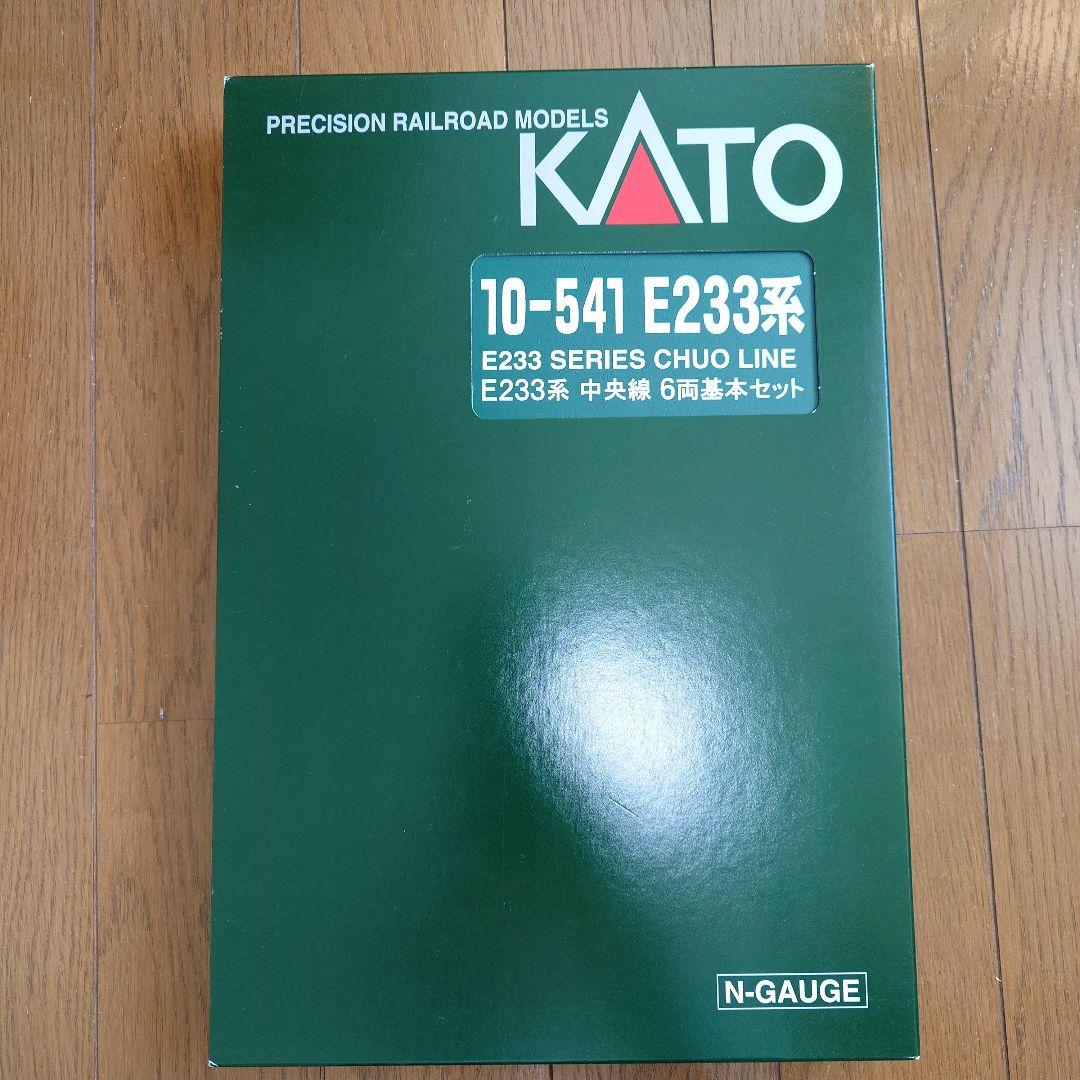 PRECISION RAILROAD MODELS
KATO
10-541 E233系
E233 SERIES CHUO LINE
E233系 中央線 6両基本セット
N-GAUGE